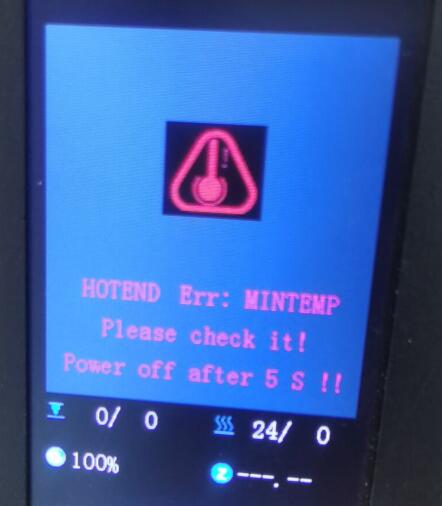 HOTEND Err: MINTEMP
Please check it!
Power off after 5 S !!
0/ 0 24/ 0
100% Z---.--